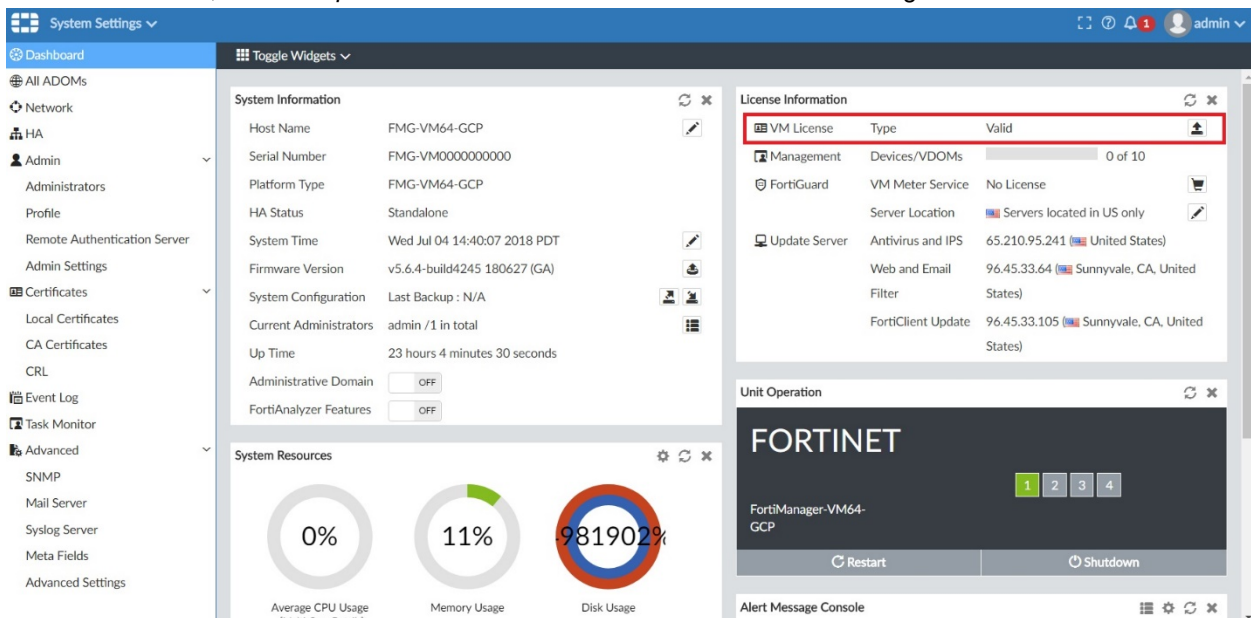 System Settings
1
admin
Dashboard
Toggle Widgets
All ADOMs
Network
HA
Admin
Administrators
Profile
Remote Authentication Server
Admin Settings
Certificates
Local Certificates
CA Certificates
CRL
Event Log
Task Monitor
Advanced
SNMP
Mail Server
Syslog Server
Meta Fields
Advanced Settings
System Information
Host Name FMG-VM64-GCP
Serial Number FMG-VM0000000000
Platform Type FMG-VM64-GCP
HA Status Standalone
System Time Wed Jul 04 14:40:07 2018 PDT
Firmware Version v5.6.4-build4245 180627 (GA)
System Configuration Last Backup : N/A
Current Administrators admin /1 in total
Up Time 23 hours 4 minutes 30 seconds
Administrative Domain OFF
FortiAnalyzer Features OFF
System Resources
0% 11% -981902%
Average CPU Usage Memory Usage Disk Usage
License Information
VM License Type Valid
Management Devices/VDOMs 0 of 10
FortiGuard VM Meter Service No License
Server Location Servers located in US only
Update Server Antivirus and IPS 65.210.95.241 (United States)
Web and Email 96.45.33.64 (Sunnyvale, CA, United
Filter States)
FortiClient Update 96.45.33.105 (Sunnyvale, CA, United
States)
Unit Operation
FORTINET
1 2 3 4
FortiManager-VM64-
GCP
Restart Shutdown
Alert Message Console